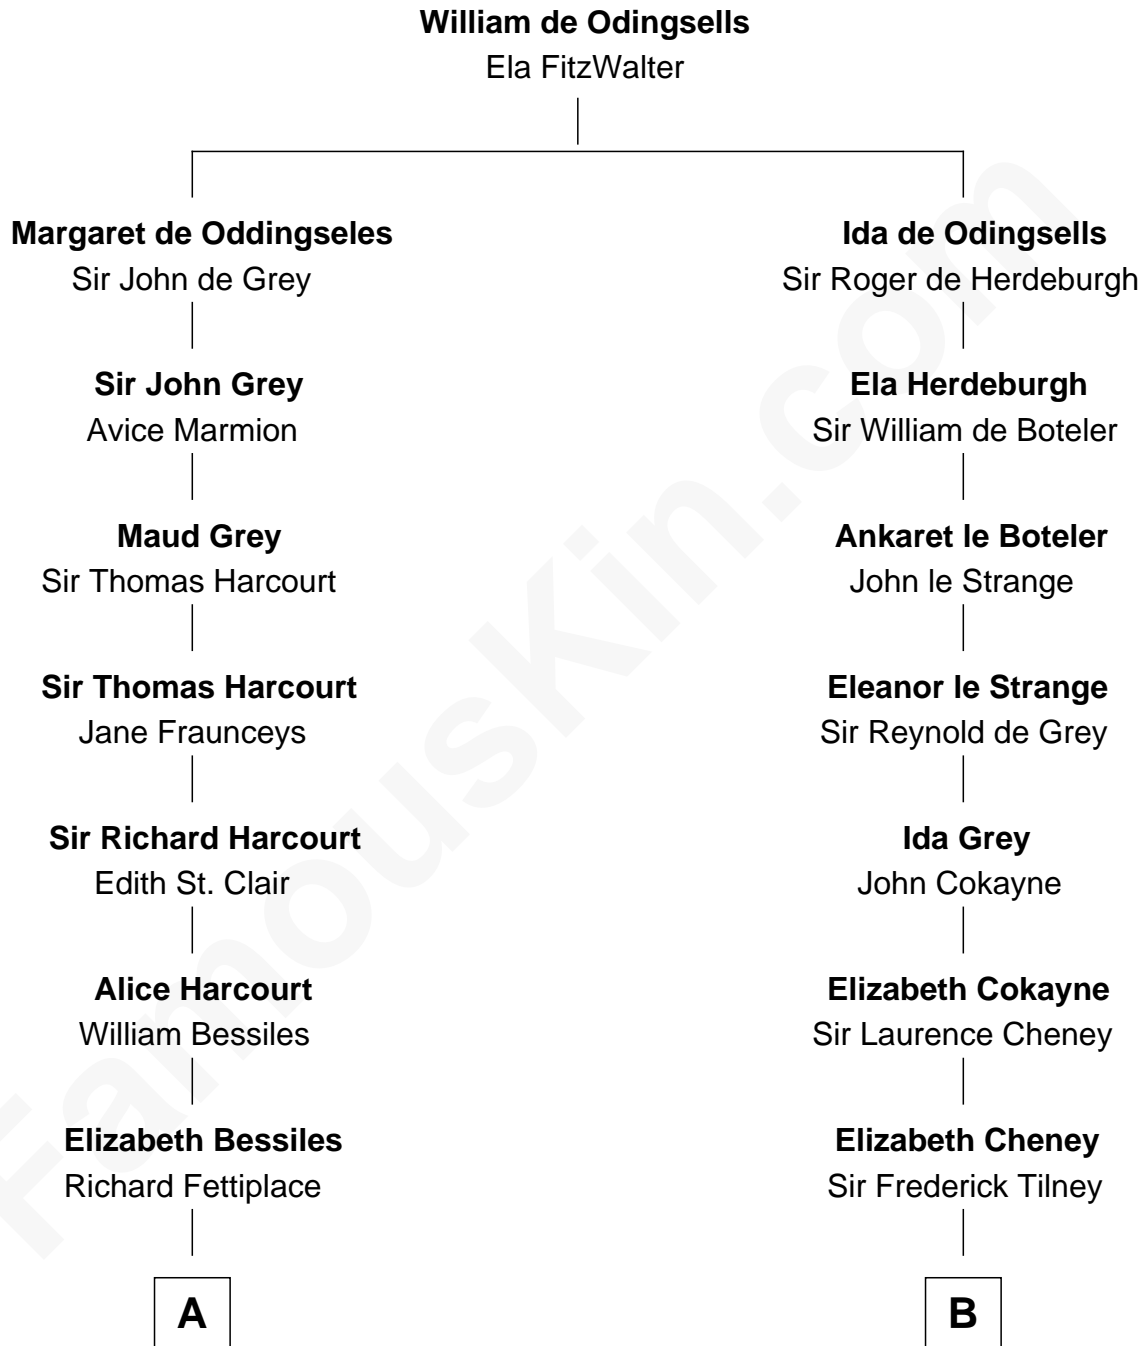 William de Odingsells
Ela FitzWalter
Margaret de Oddingseles
Sir John de Grey
Sir John Grey
Avice Marmion
Maud Grey
Sir Thomas Harcourt
Sir Thomas Harcourt
Jane Fraunceys
Sir Richard Harcourt
Edith St. Clair
Alice Harcourt
William Bessiles
Elizabeth Bessiles
Richard Fettiplace
A
Ida de Odingsells
Sir Roger de Herdeburgh
Ela Herdeburgh
Sir William de Boteler
Ankaret le Boteler
John le Strange
Eleanor le Strange
Sir Reynold de Grey
Ida Grey
John Cokayne
Elizabeth Cokayne
Sir Laurence Cheney
Elizabeth Cheney
Sir Frederick Tilney
B
FamousKin.com